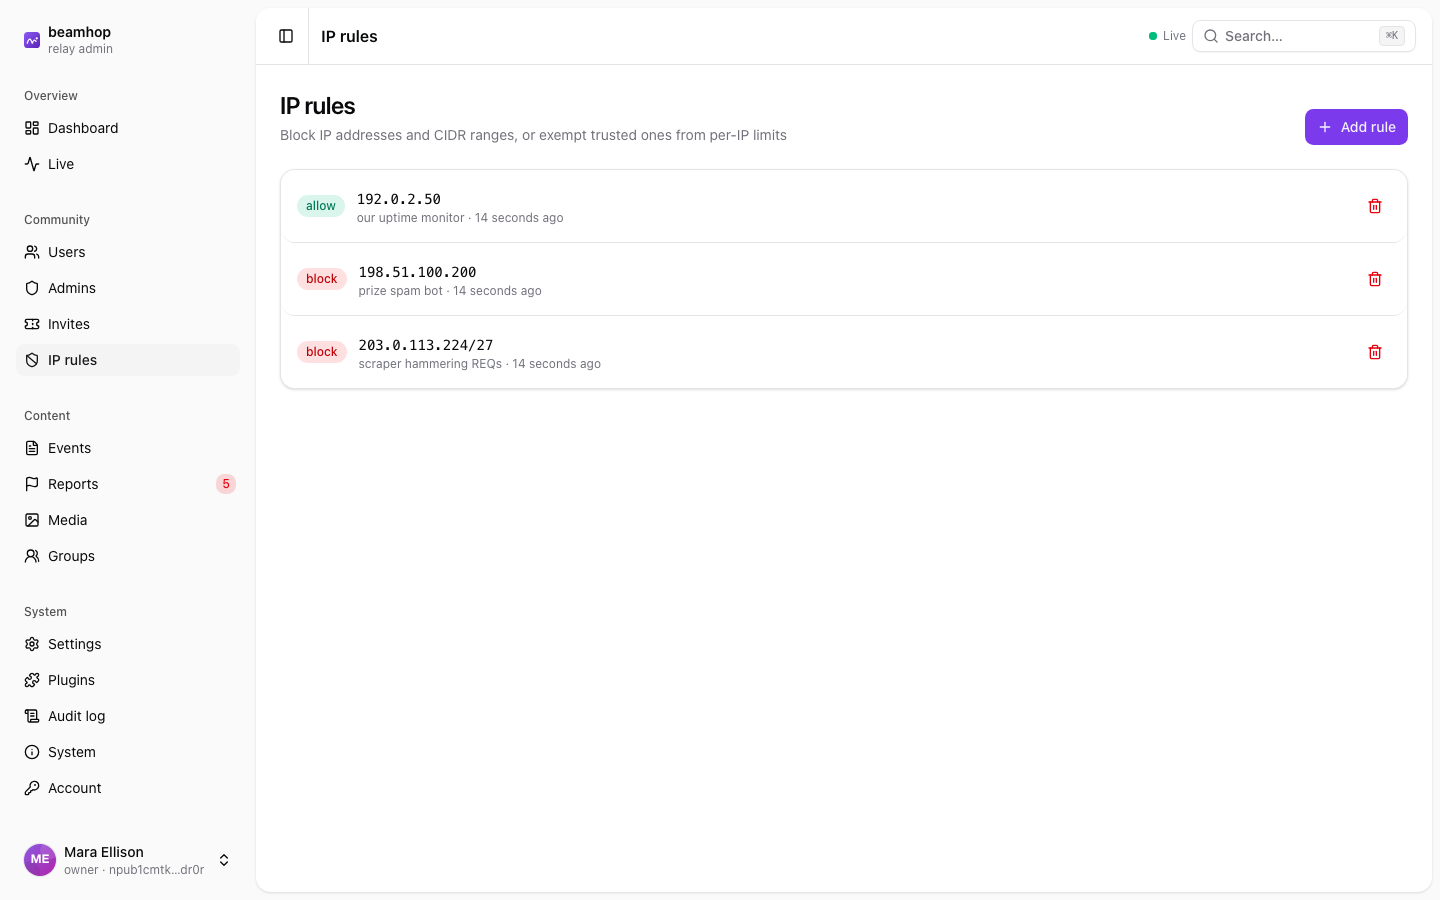 beamhop
relay admin
Overview
Dashboard
Live
Community
Users
Admins
Invites
IP rules
Content
Events
Reports 5
Media
Groups
System
Settings
Plugins
Audit log
System
Account
ME
Mara Ellison
owner · npub1cmtk...dr0r
IP rules
Live
Search...
⌘K
IP rules
Block IP addresses and CIDR ranges, or exempt trusted ones from per-IP limits
Add rule
allow
192.0.2.50
our uptime monitor · 14 seconds ago
block
198.51.100.200
prize spam bot · 14 seconds ago
block
203.0.113.224/27
scraper hammering REQs · 14 seconds ago